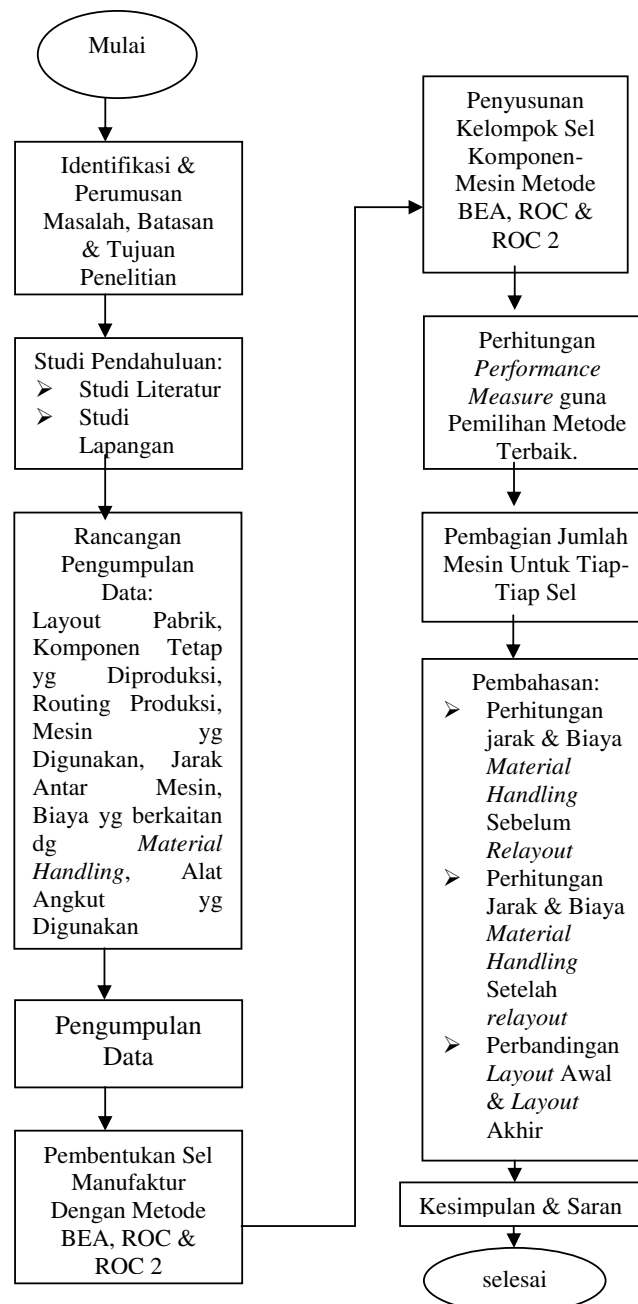 Mulai
Identifikasi &
Perumusan
Masalah, Batasan
& Tujuan
Penelitian
Studi Pendahuluan:
➢ Studi Literatur
➢ Studi
Lapangan
Rancangan
Pengumpulan
Data:
Layout Pabrik,
Komponen Tetap
yg Diproduksi,
Routing Produksi,
Mesin yg
Digunakan, Jarak
Antar Mesin,
Biaya yg berkaitan
dg Material
Handling, Alat
Angkut yg
Digunakan
Pengumpulan
Data
Pembentukan Sel
Manufaktur
Dengan Metode
BEA, ROC &
ROC 2
Penyusunan
Kelompok Sel
Komponen-
Mesin Metode
BEA, ROC &
ROC 2
Perhitungan
Performance
Measure guna
Pemilihan Metode
Terbaik.
Pembagian Jumlah
Mesin Untuk Tiap-
Tiap Sel
Pembahasan:
➢ Perhitungan
jarak & Biaya
Material
Handling
Sebelum
Relayout
➢ Perhitungan
Jarak & Biaya
Material
Handling
Setelah
relayout
➢ Perbandingan
Layout Awal
& Layout
Akhir
Kesimpulan & Saran
selesai